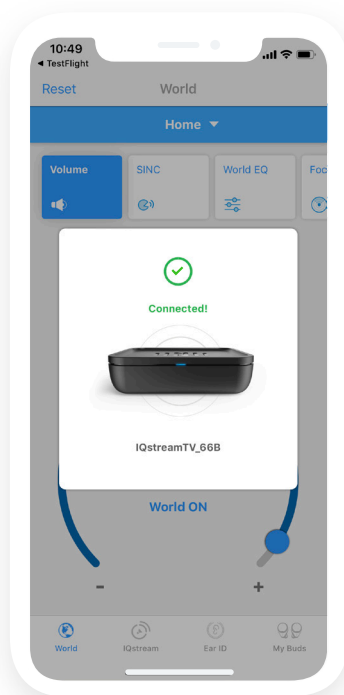 10:49
◀ TestFlight
Reset World
Home ▼
Volume SINC World EQ Foc
Connected!
IQstreamTV_66B
World ON
- +
World IQstream Ear ID My Buds